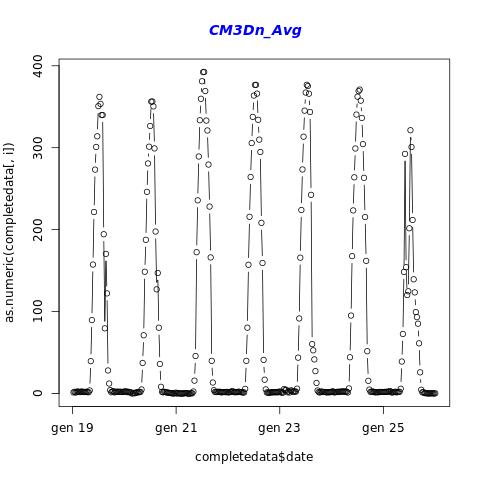 CM3Dn_Avg
as.numeric(completedata[, i])
400
300
200
100
0
gen 19
gen 21
gen 23
gen 25
completedata$date